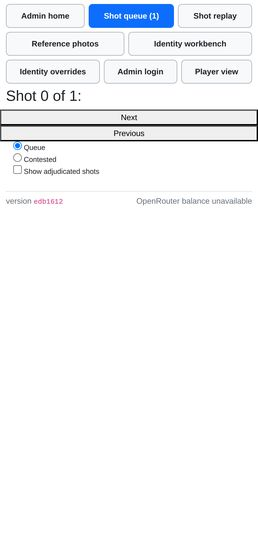 Admin home
Shot queue (1)
Shot replay
Reference photos
Identity workbench
Identity overrides
Admin login
Player view
Shot 0 of 1:
Next
Previous
Queue
Contested
Show adjudicated shots
version edb1612
OpenRouter balance unavailable